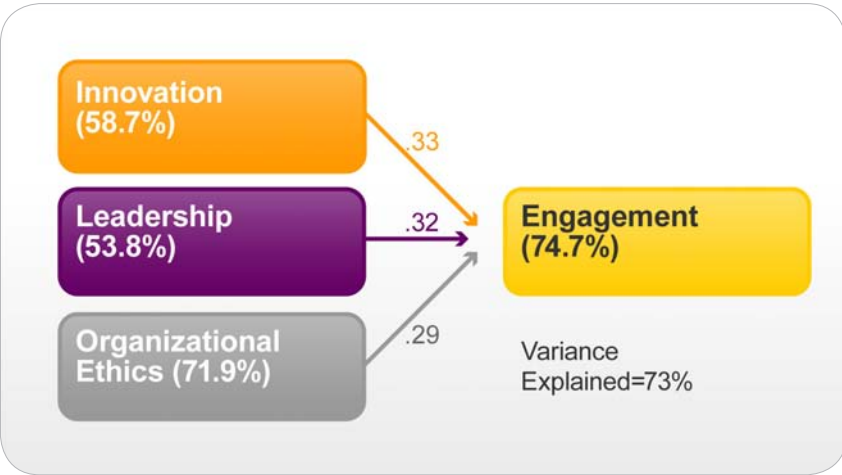 Innovation
(58.7%)
.33
Leadership
(53.8%)
.32
Engagement
(74.7%)
Organizational
Ethics (71.9%)
.29
Variance
Explained=73%